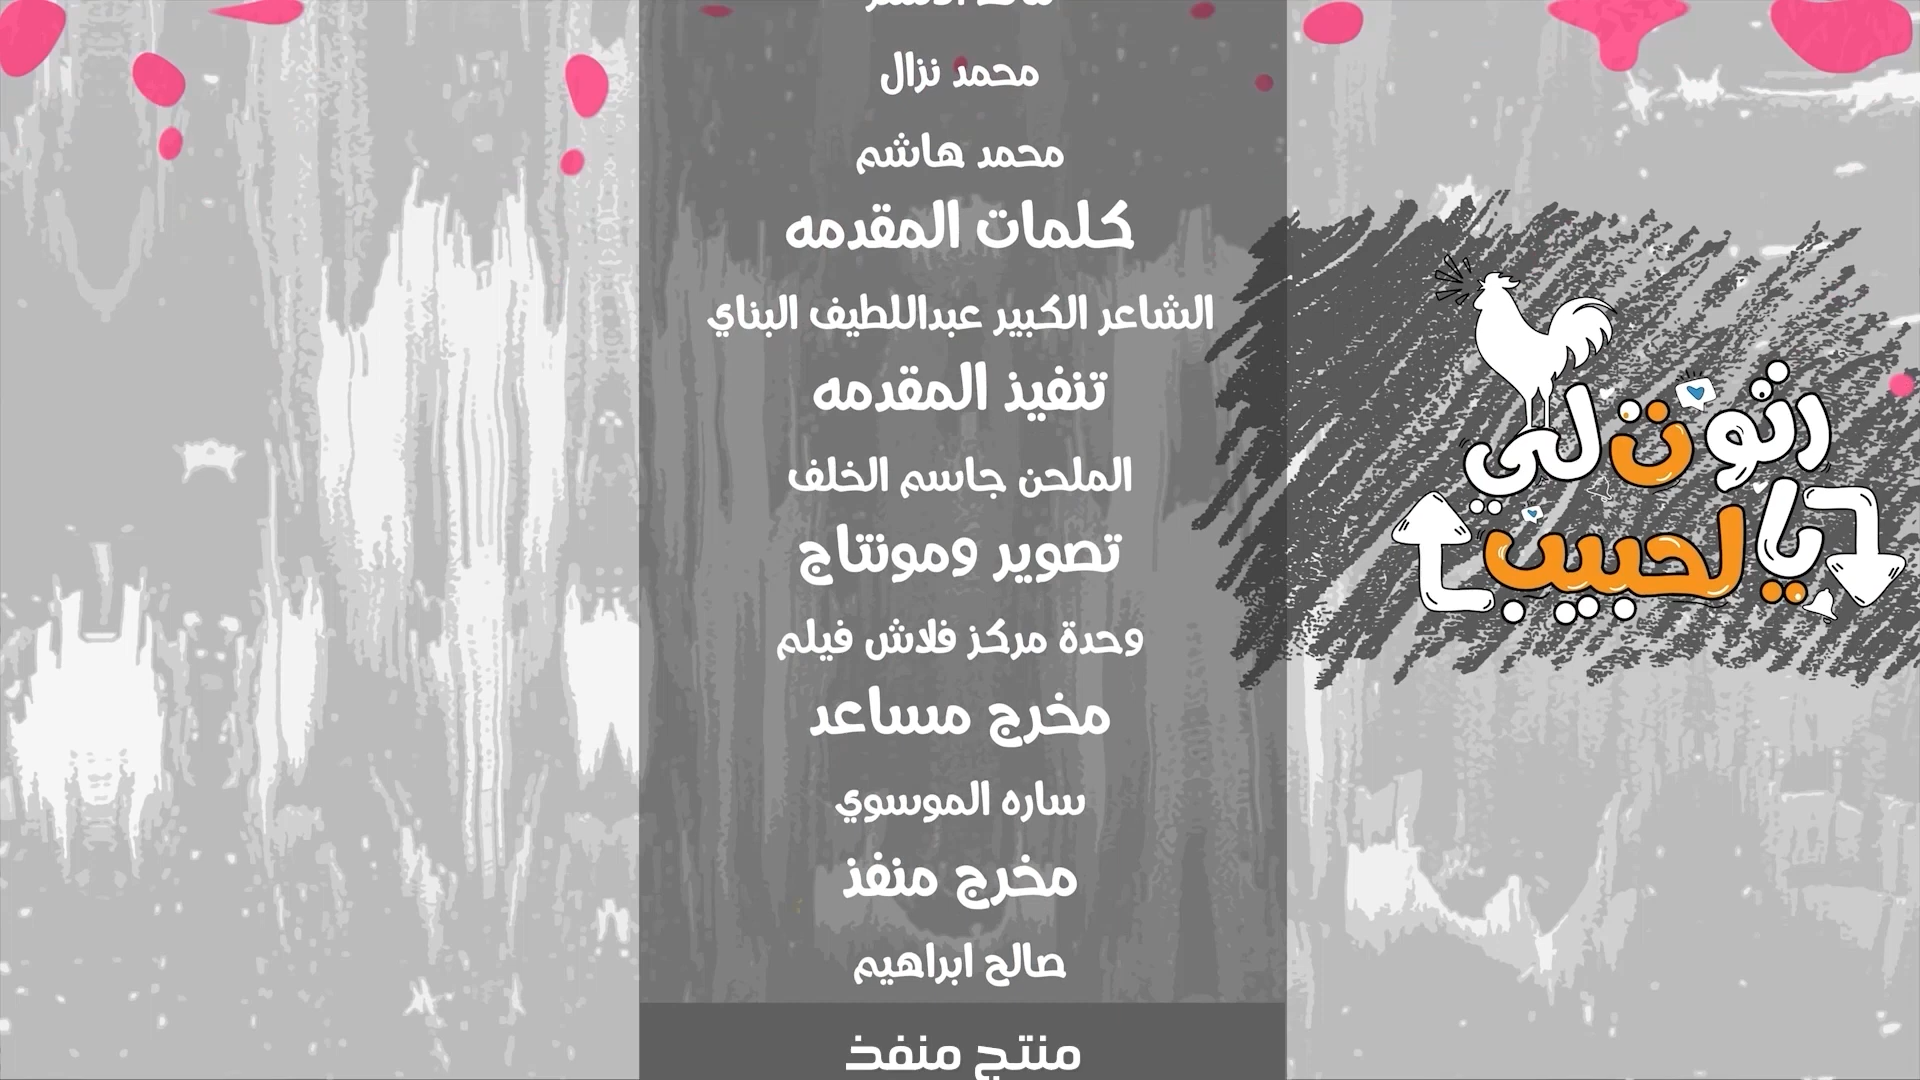 محمد نزال
محمد هاشم
كلمات المقدمه
الشاعر الكبير عبداللطيف البناي
تنفيذ المقدمه
الملحن جاسم الخلف
تصوير ومونتاج
وحدة مركز فلاش فيلم
مخرج مساعد
ساره الموسوي
مخرج منفذ
صالح ابراهيم
منتج منفذ
رتوت لي
يالحبيب